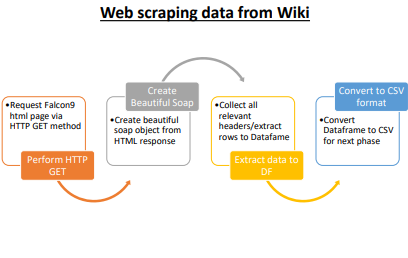 Web scraping data from Wiki
•Request Falcon9
html page via
HTTP GET method
Perform HTTP
GET
Create
Beautiful Soap
•Create beautiful
soap object from
HTML response
•Collect all
relevant
headers/extract
rows to Datafame
Extract data to
DF
Convert to CSV
format
•Convert
Dataframe to CSV
for next phase